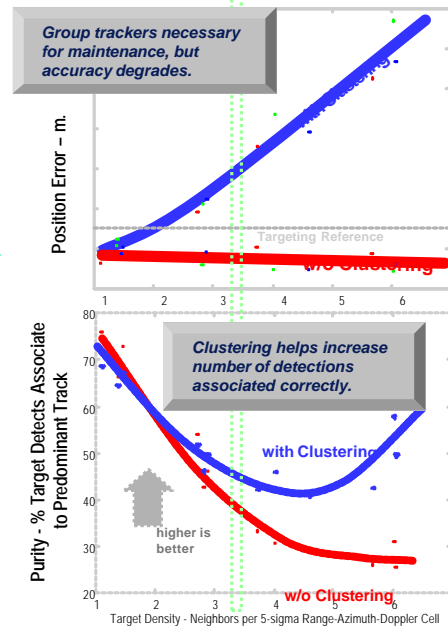 Group trackers necessary
for maintenance, but
accuracy degrades.
6
Position Error – m.
with Clustering
Targeting Reference
w/o Clustering
1 2 3 4 5 6
Purity - % Target Detects Associate
to Predominant Track
80
70
60
50
40
30
20
Clustering helps increase
number of detections
associated correctly.
with Clustering
higher is
better
w/o Clustering
1 2 3 4 5 6
Target Density - Neighbors per 5-sigma Range-Azimuth-Doppler Cell